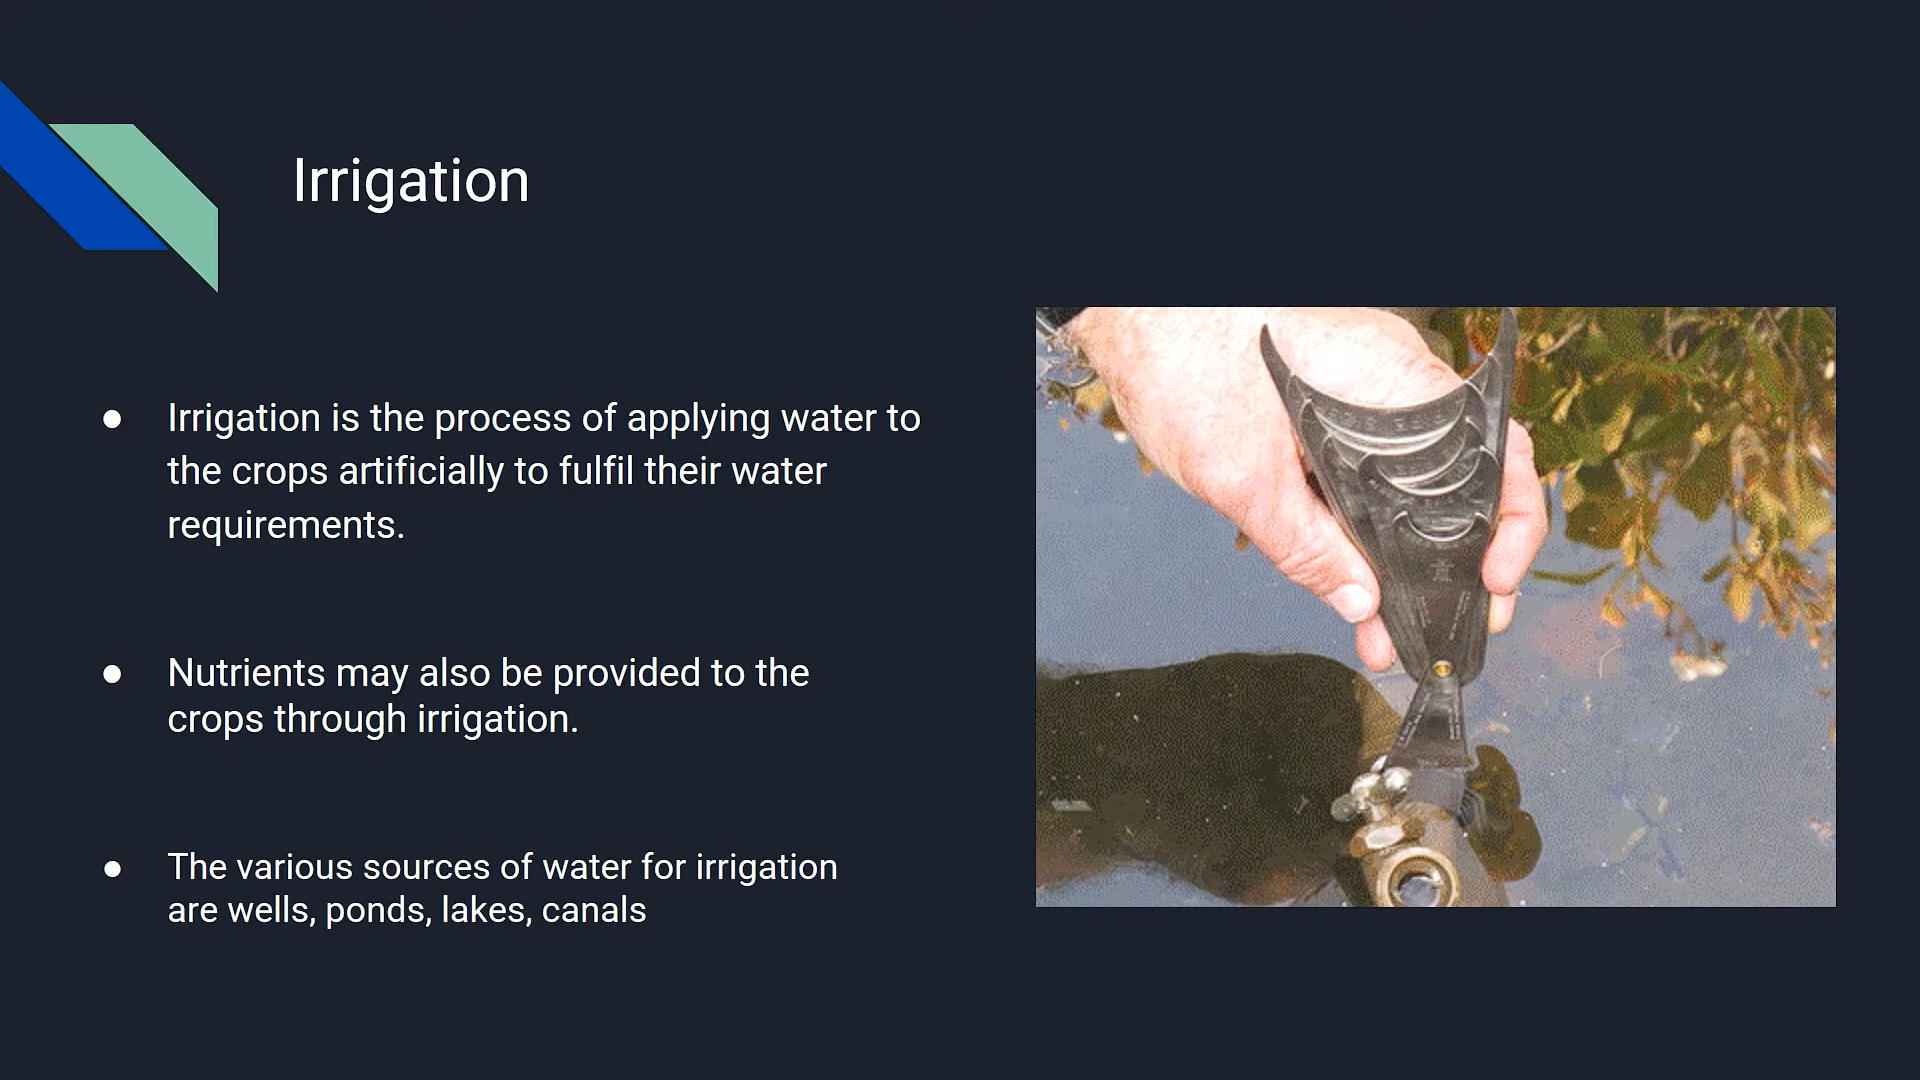 Irrigation
● Irrigation is the process of applying water to
the crops artificially to fulfil their water
requirements.
● Nutrients may also be provided to the
crops through irrigation.
● The various sources of water for irrigation
are wells, ponds, lakes, canals